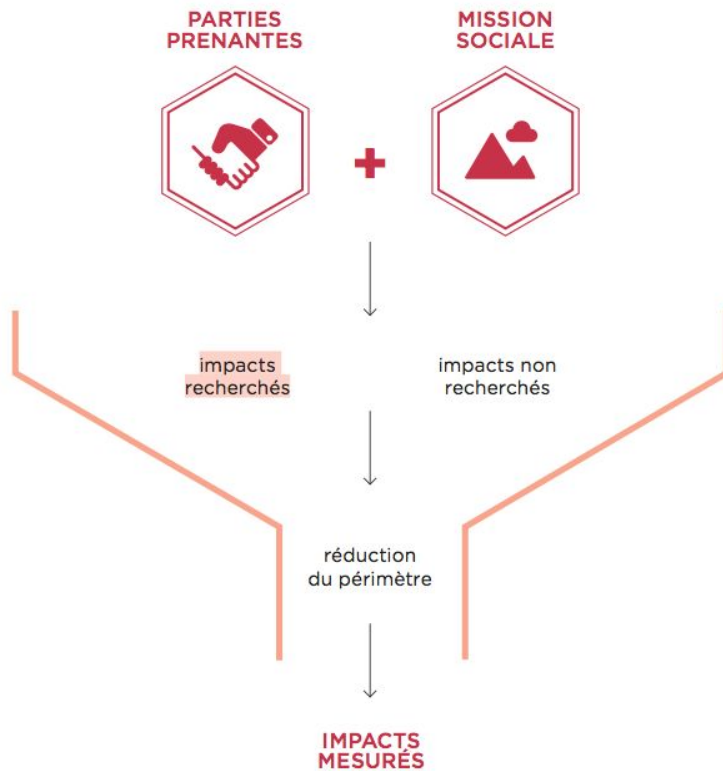 PARTIES
PRENANTES
MISSION
SOCIALE
impacts
recherchés
impacts non
recherchés
réduction
du périmètre
IMPACTS
MESURÉS